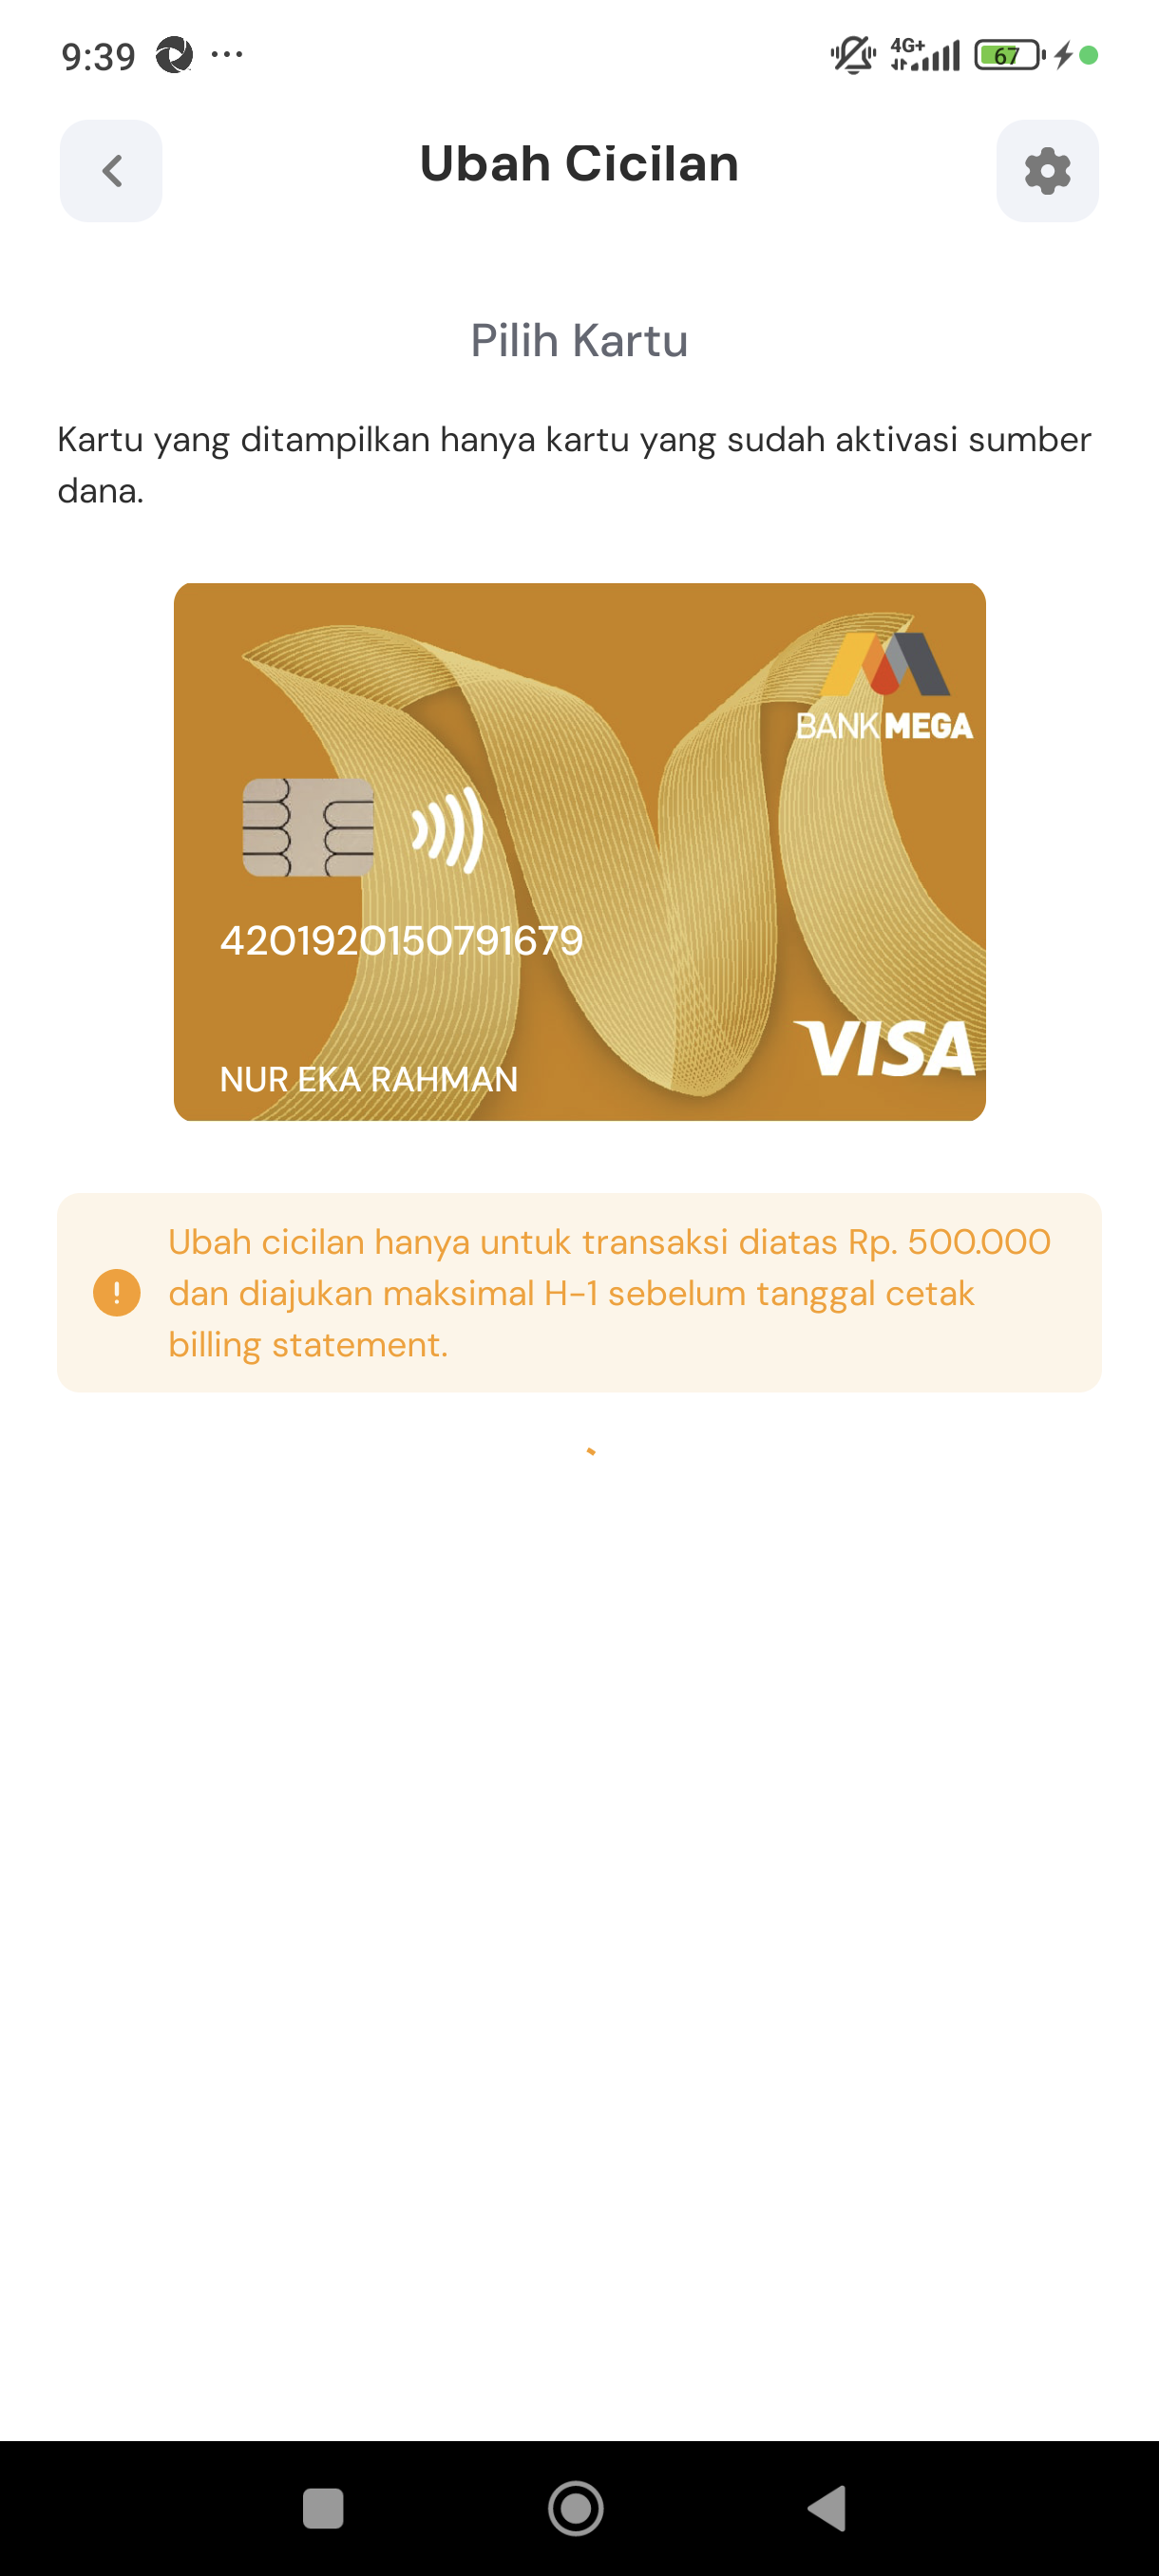 9:39
4G+
67
Ubah Cicilan
Pilih Kartu
Kartu yang ditampilkan hanya kartu yang sudah aktivasi sumber
dana.
BANK MEGA
4201920150791679
VISA
NUR EKA RAHMAN
Ubah cicilan hanya untuk transaksi diatas Rp. 500.000
dan diajukan maksimal H-1 sebelum tanggal cetak
billing statement.